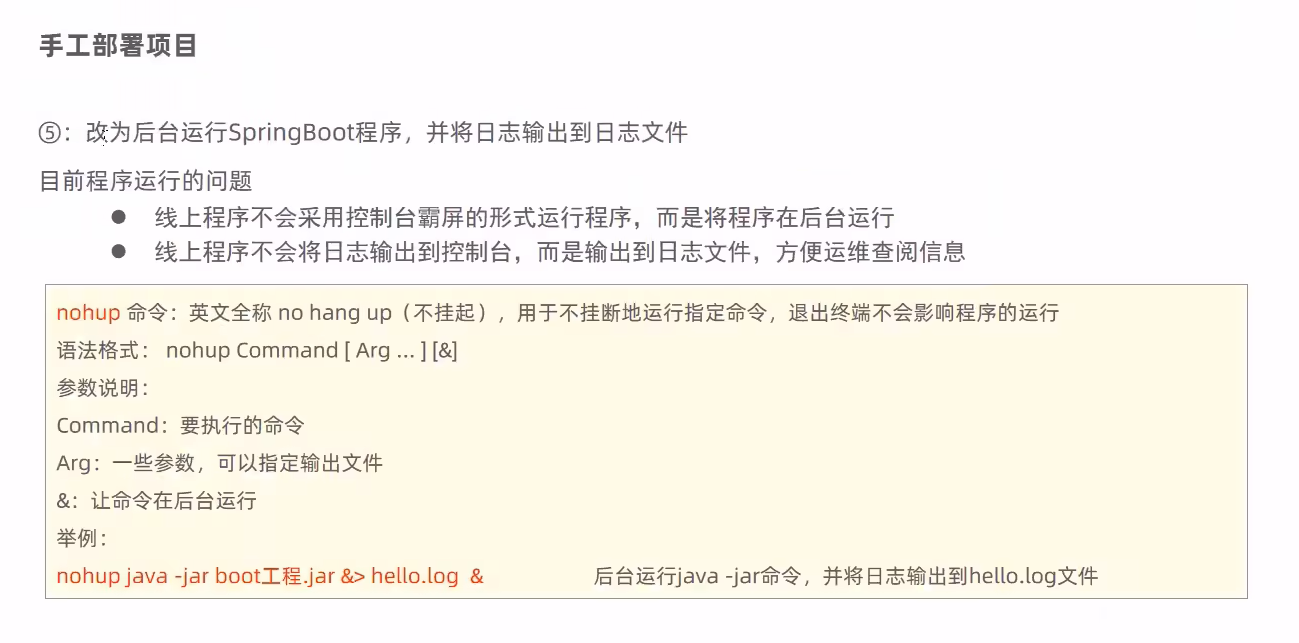 手工部署项目
⑤：改为后台运行SpringBoot程序，并将日志输出到日志文件
目前程序运行的问题
● 线上程序不会采用控制台霸屏的形式运行程序，而是将程序在后台运行
● 线上程序不会将日志输出到控制台，而是输出到日志文件，方便运维查阅信息
nohup 命令：英文全称 no hang up（不挂起），用于不挂断地运行指定命令，退出终端不会影响程序的运行
语法格式： nohup Command [ Arg … ] [&]
参数说明：
Command：要执行的命令
Arg：一些参数，可以指定输出文件
&：让命令在后台运行
举例：
nohup java -jar boot工程.jar &> hello.log & 后台运行java -jar命令，并将日志输出到hello.log文件